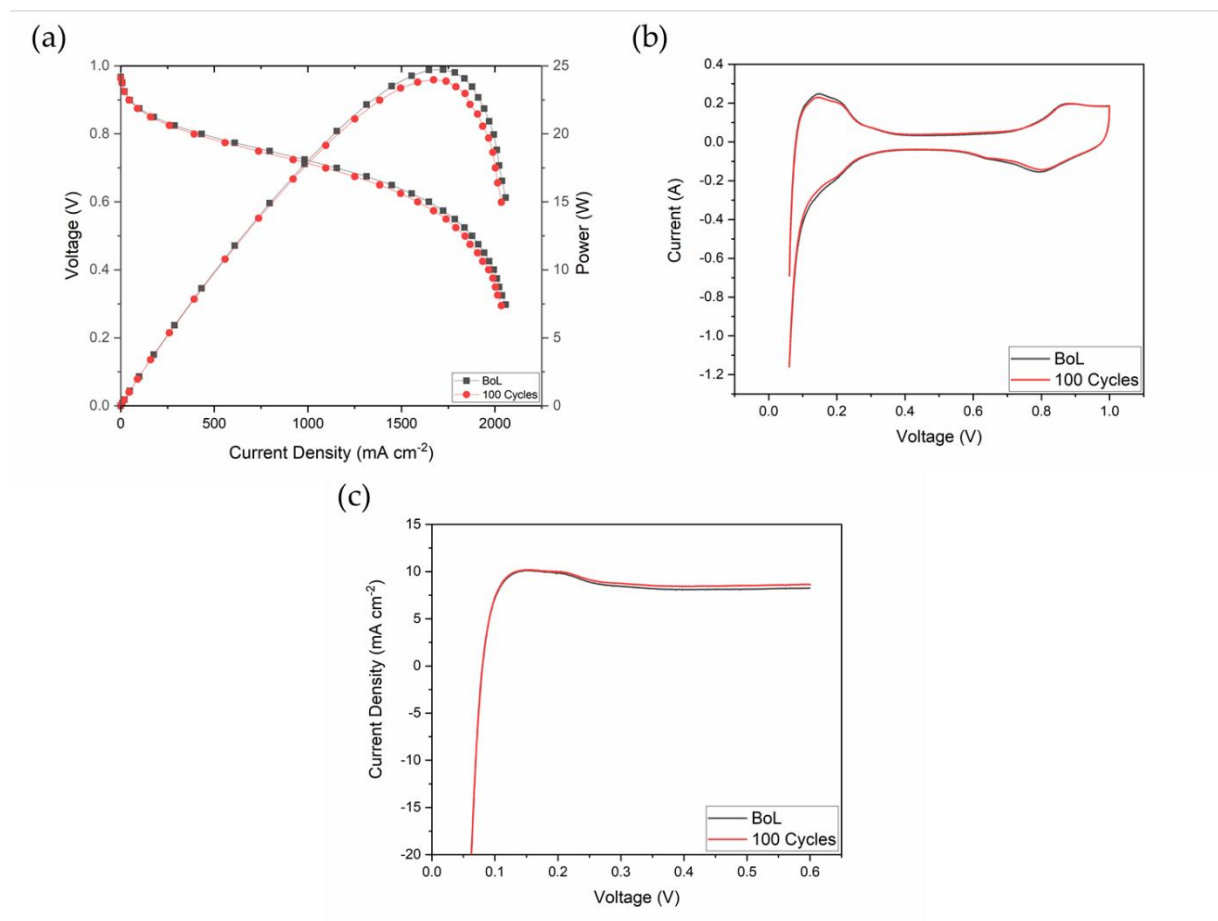 (a)
1.0
0.8
0.6
0.4
0.2
0.0
Voltage (V)
25
20
15
10
5
0
Power (W)
BoL
100 Cycles
0 500 1000 1500 2000
Current Density (mA cm⁻²)
(b)
0.4
0.2
0.0
-0.2
-0.4
-0.6
-0.8
-1.0
-1.2
Current (A)
BoL
100 Cycles
0.0 0.2 0.4 0.6 0.8 1.0
Voltage (V)
(c)
15
10
5
0
-5
-10
-15
-20
Current Density (mA cm⁻²)
BoL
100 Cycles
0.0 0.1 0.2 0.3 0.4 0.5 0.6
Voltage (V)